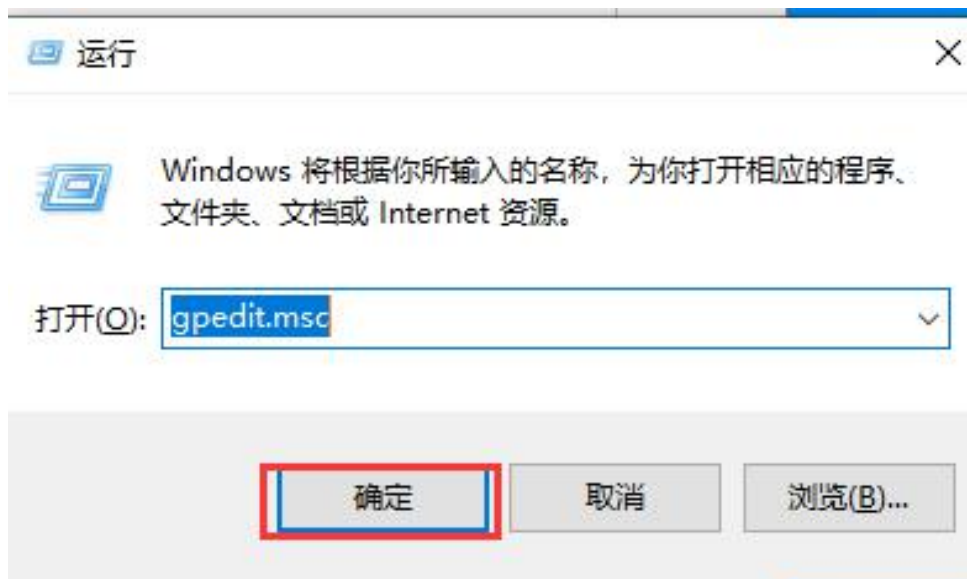 运行
Windows 将根据你所输入的名称，为你打开相应的程序、
文件夹、文档或 Internet 资源。
打开(O): gpedit.msc
确定 取消 浏览(B)...